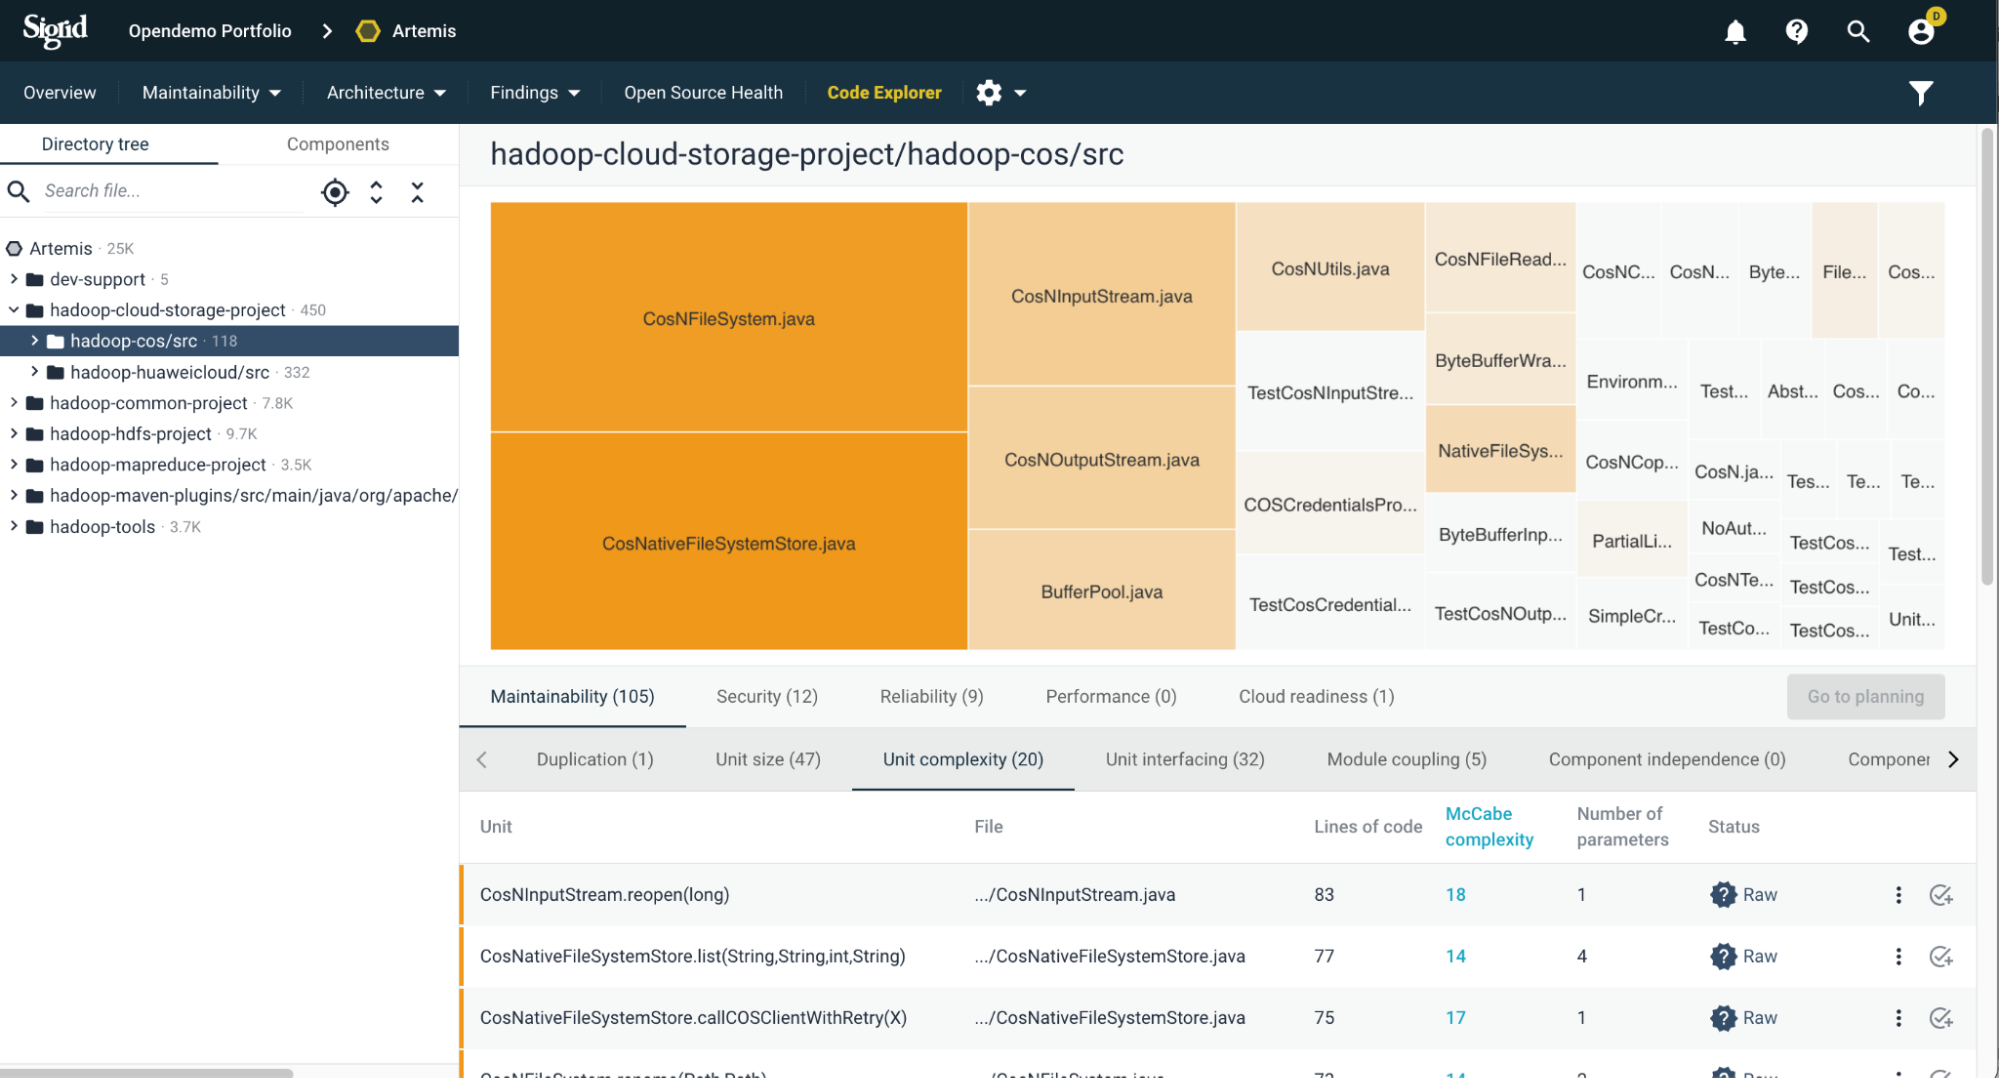 Sigrid
Opendemo Portfolio
Artemis
D
Overview
Maintainability
Architecture
Findings
Open Source Health
Code Explorer
Directory tree
Components
Search file...
Artemis · 25K
dev-support · 5
hadoop-cloud-storage-project · 450
hadoop-cos/src · 118
hadoop-huaweicloud/src · 332
hadoop-common-project · 7.8K
hadoop-hdfs-project · 9.7K
hadoop-mapreduce-project · 3.5K
hadoop-maven-plugins/src/main/java/org/apache/
hadoop-tools · 3.7K
hadoop-cloud-storage-project/hadoop-cos/src
CosNFileSystem.java
CosNativeFileSystemStore.java
CosNInputStream.java
CosNOutputStream.java
BufferPool.java
CosNUtils.java
TestCosNInputStre...
COSCredentialsPro...
TestCosCredential...
CosNFileRead...
ByteBufferWra...
NativeFileSys...
ByteBufferInp...
TestCosNOutp...
CosNC...
CosN...
Byte...
File...
Cos...
Environm...
CosNCop...
PartialLi...
SimpleCr...
Test...
Abst...
Cos...
Co...
CosN.ja...
Tes...
Te...
Te...
NoAut...
CosNTe...
TestCo...
TestCos...
TestCos...
TestCos...
Test...
Unit...
Maintainability (105)
Security (12)
Reliability (9)
Performance (0)
Cloud readiness (1)
Go to planning
Duplication (1)
Unit size (47)
Unit complexity (20)
Unit interfacing (32)
Module coupling (5)
Component independence (0)
Componen
Unit
File
Lines of code
McCabe
complexity
Number of
parameters
Status
CosNInputStream.reopen(long) .../CosNInputStream.java 83 18 1 Raw
CosNativeFileSystemStore.list(String,String,int,String) .../CosNativeFileSystemStore.java 77 14 4 Raw
CosNativeFileSystemStore.callCOSClientWithRetry(X) .../CosNativeFileSystemStore.java 75 17 1 Raw